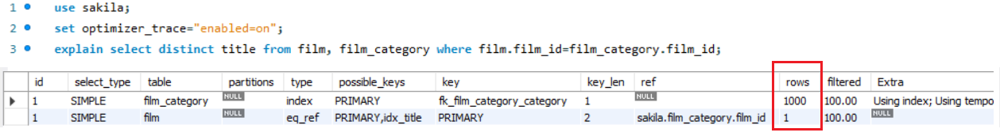 1 use sakila;
2 set optimizer_trace="enabled=on";
3 explain select distinct title from film, film_category where film.film_id=film_category.film_id;
id select_type table partitions type possible_keys key key_len ref rows filtered Extra
1 SIMPLE film_category NULL index PRIMARY fk_film_category_category 1 NULL 1000 100.00 Using index; Using tempo
1 SIMPLE film NULL eq_ref PRIMARY,idx_title PRIMARY 2 sakila.film_category.film_id 1 100.00 NULL